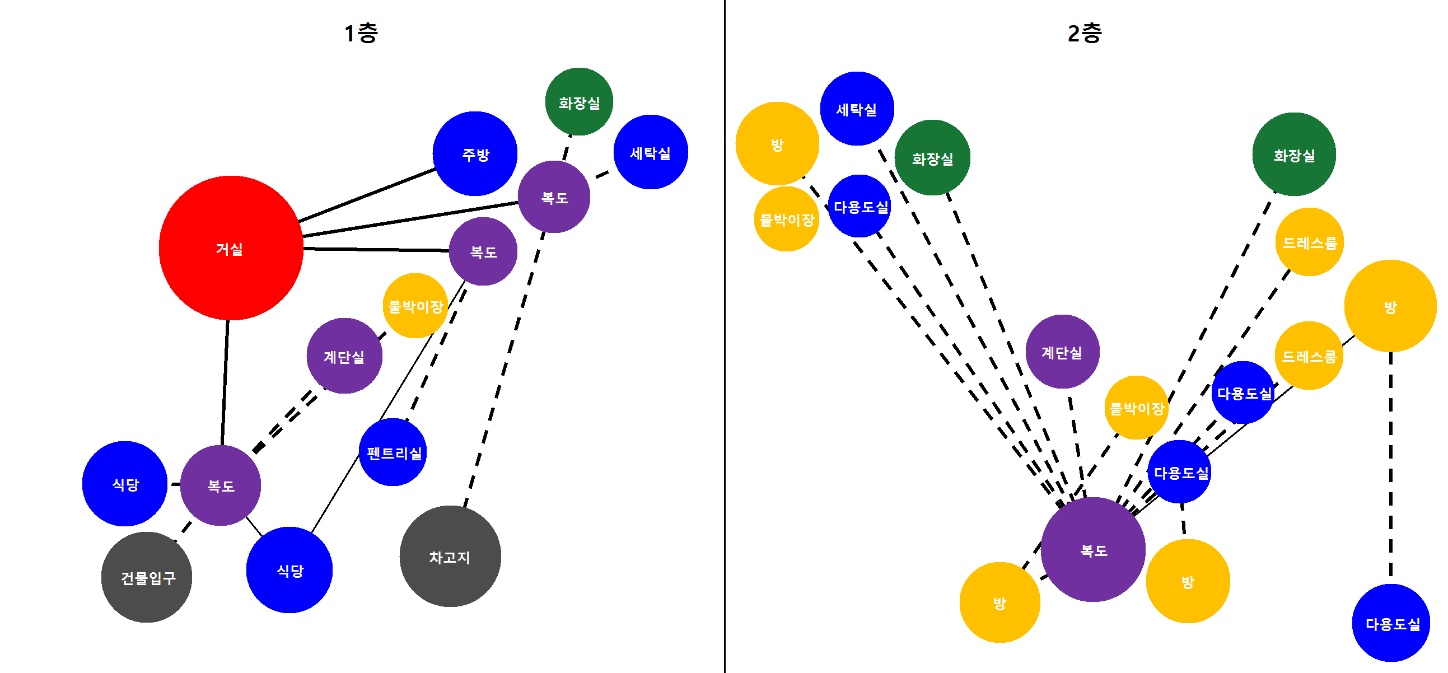 1층
화장실
주방
세탁실
복도
거실
복도
붙박이장
계단실
펜트리실
식당
복도
차고지
식당
건물입구
2층
세탁실
방
화장실
화장실
다용도실
붙박이장
드레스룸
방
계단실
드레스룸
다용도실
붙박이장
다용도실
복도
방
방
다용도실